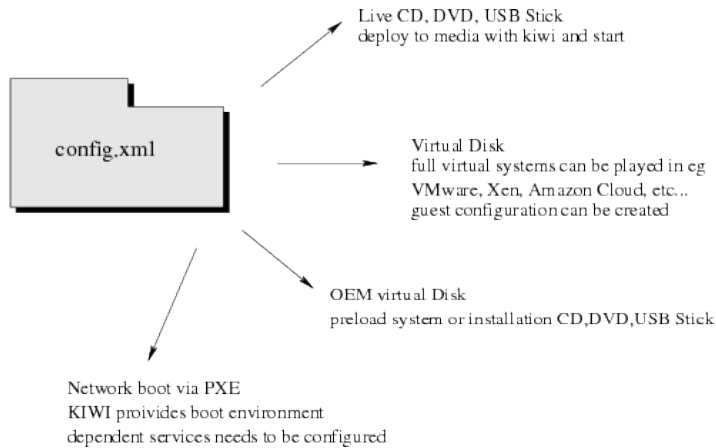 Live CD, DVD, USB Stick
deploy to media with kiwi and start
config.xml
Virtual Disk
full virtual systems can be played in eg
VMware, Xen, Amazon Cloud, etc...
guest configuration can be created
OEM virtual Disk
preload system or installation CD,DVD,USB Stick
Network boot via PXE
KIWI proivides boot environment
dependent services needs to be configured